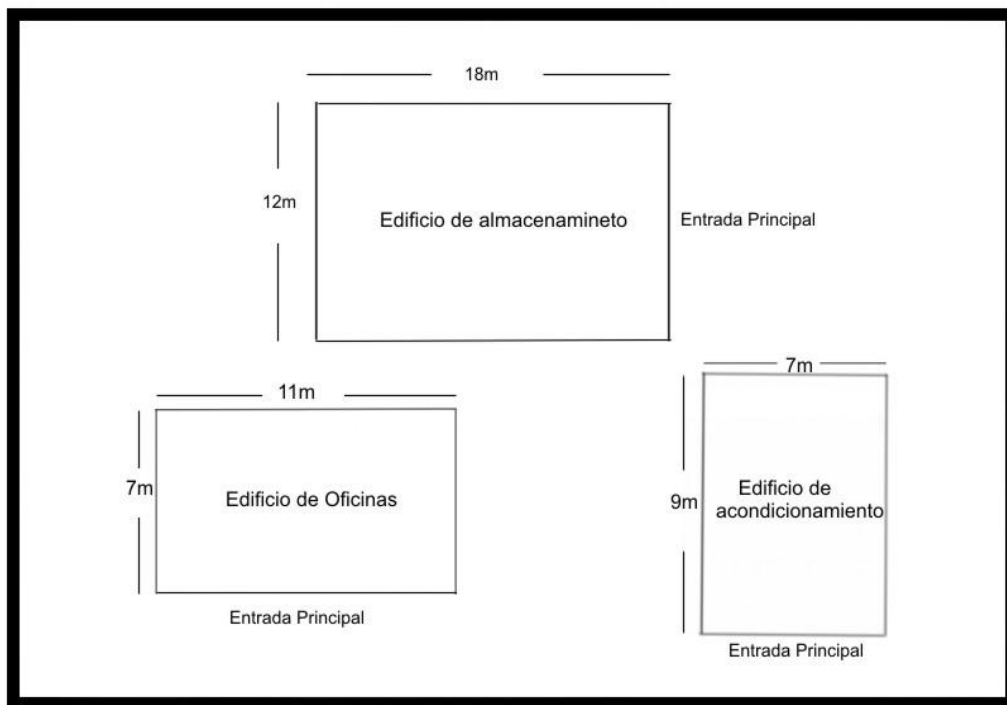 18m
12m
Edificio de almacenamineto
Entrada Principal
7m
11m
7m
9m
Edificio de Oficinas
Edificio de
acondicionamiento
Entrada Principal
Entrada Principal